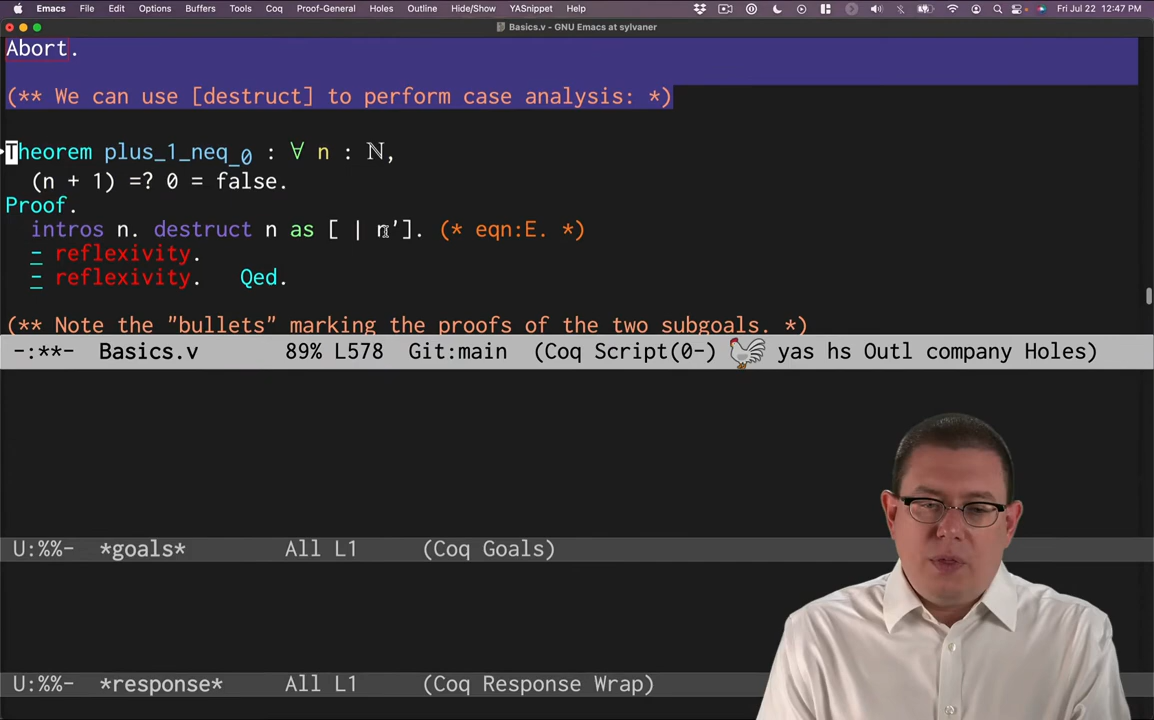 Emacs File Edit Options Buffers Tools Coq Proof-General Holes Outline Hide/Show YASnippet Help Fri Jul 22 12:47 PM
Basics.v - GNU Emacs at sylvaner
Abort.
(** We can use [destruct] to perform case analysis: *)
Theorem plus_1_neq_0 : ∀ n : ℕ,
(n + 1) =? 0 = false.
Proof.
intros n. destruct n as [ | n']. (* eqn:E. *)
- reflexivity.
- reflexivity. Qed.
(** Note the "bullets" marking the proofs of the two subgoals. *)
-:**- Basics.v 89% L578 Git:main (Coq Script(0-) yas hs Outl company Holes)
U:%%- *goals* All L1 (Coq Goals)
U:%%- *response* All L1 (Coq Response Wrap)